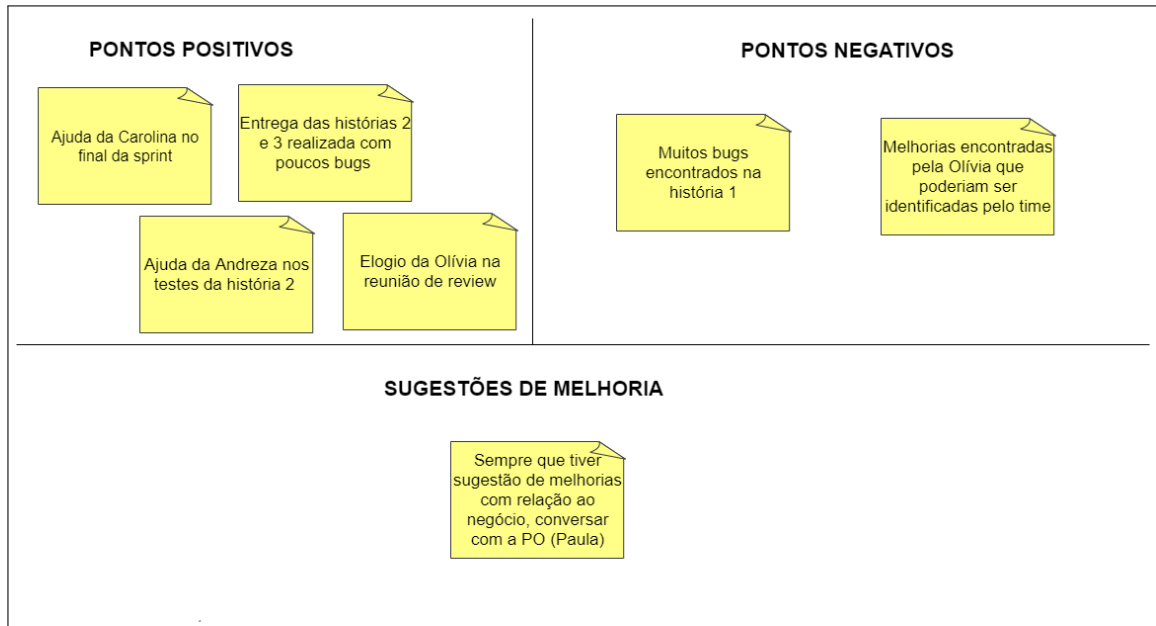 PONTOS POSITIVOS
Ajuda da Carolina no
final da sprint
Entrega das histórias 2
e 3 realizada com
poucos bugs
Ajuda da Andreza nos
testes da história 2
Elogio da Olívia na
reunião de review
PONTOS NEGATIVOS
Muitos bugs
encontrados na
história 1
Melhorias encontradas
pela Olívia que
poderiam ser
identificadas pelo time
SUGESTÕES DE MELHORIA
Sempre que tiver
sugestão de melhorias
com relação ao
negócio, conversar
com a PO (Paula)